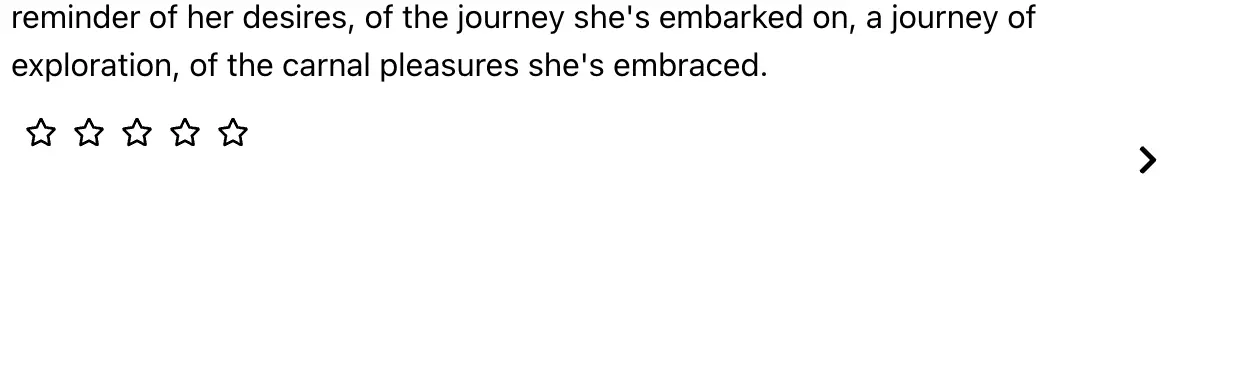 reminder of her desires, of the journey she's embarked on, a journey of
exploration, of the carnal pleasures she's embraced.